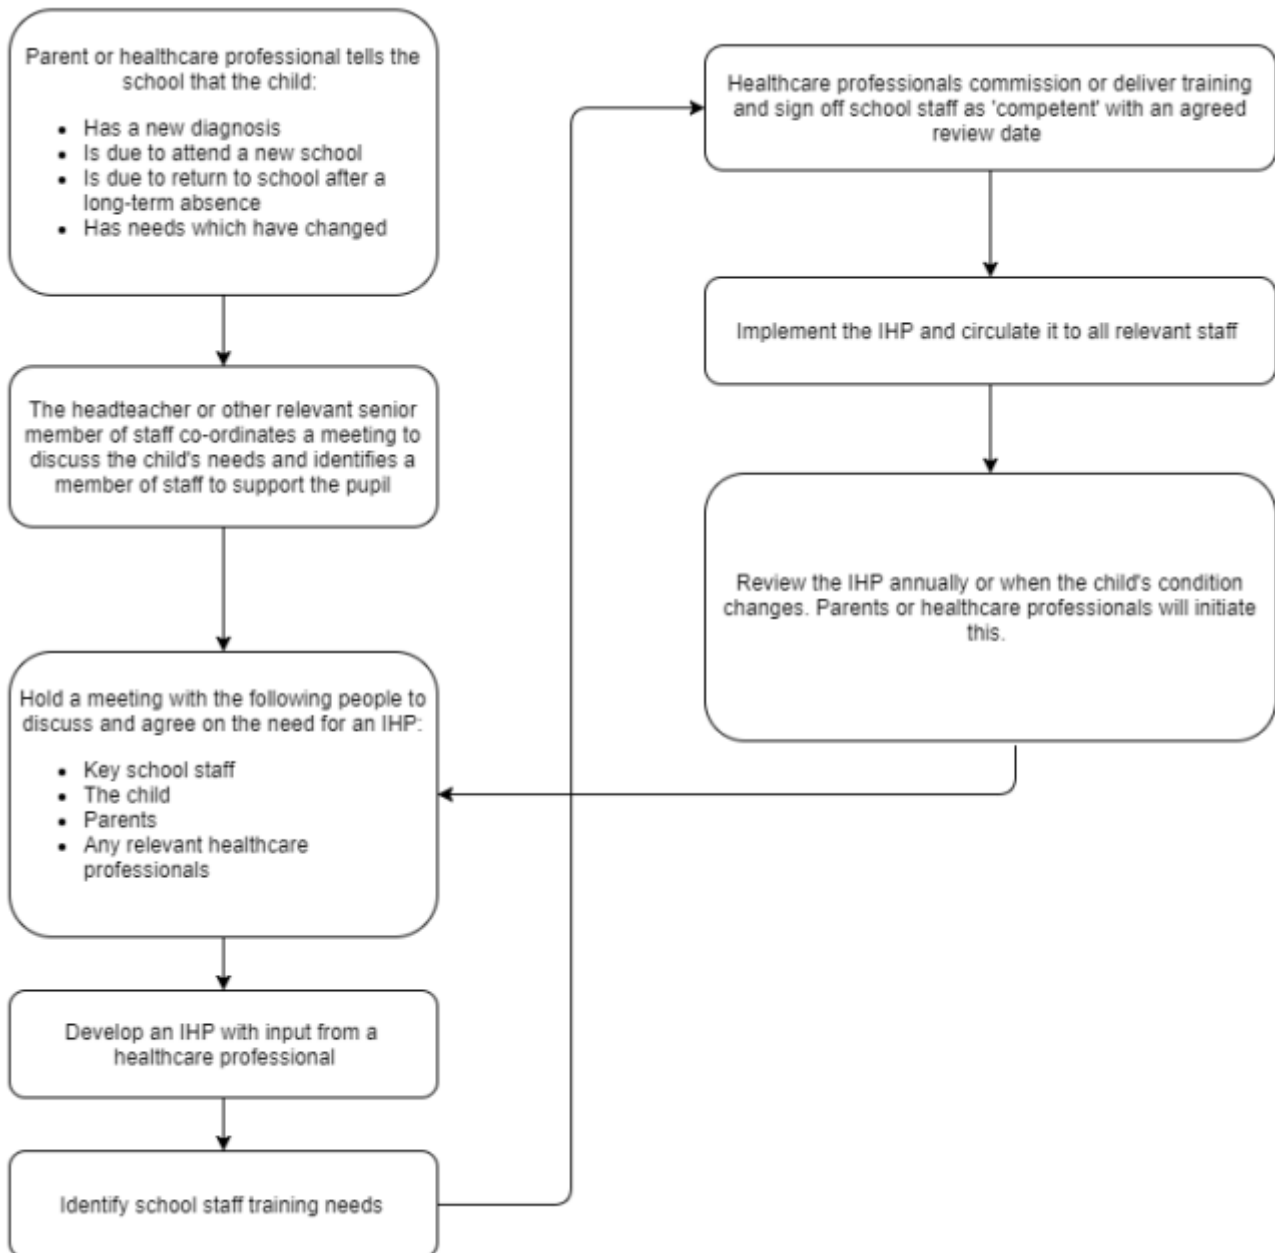 Parent or healthcare professional tells the
school that the child:
• Has a new diagnosis
• Is due to attend a new school
• Is due to return to school after a
long-term absence
• Has needs which have changed
The headteacher or other relevant senior
member of staff co-ordinates a meeting to
discuss the child's needs and identifies a
member of staff to support the pupil
Hold a meeting with the following people to
discuss and agree on the need for an IHP:
• Key school staff
• The child
• Parents
• Any relevant healthcare
professionals
Develop an IHP with input from a
healthcare professional
Identify school staff training needs
Healthcare professionals commission or deliver training
and sign off school staff as 'competent' with an agreed
review date
Implement the IHP and circulate it to all relevant staff
Review the IHP annually or when the child's condition
changes. Parents or healthcare professionals will initiate
this.